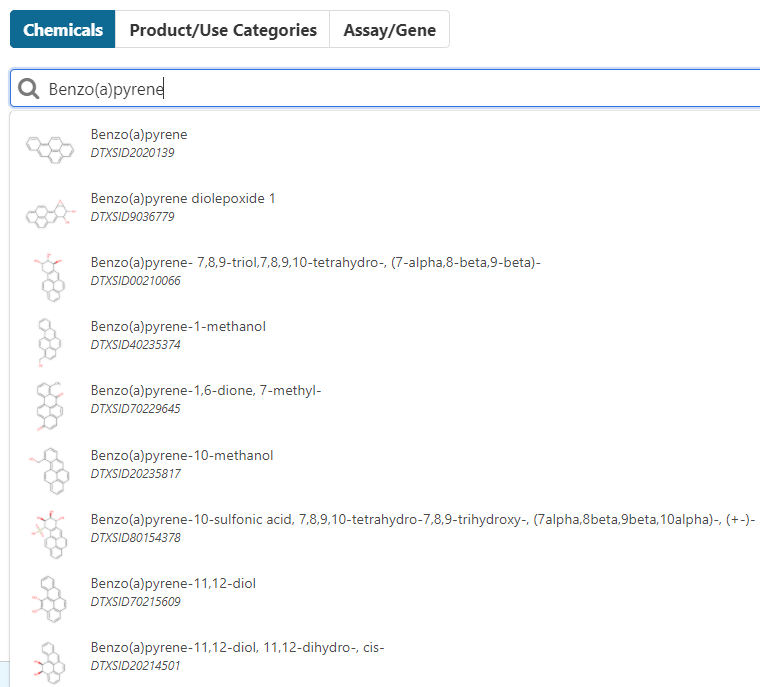 Chemicals Product/Use Categories Assay/Gene
Benzo(a)pyrene
Benzo(a)pyrene
DTXSID2020139
Benzo(a)pyrene diolepoxide 1
DTXSID9036779
Benzo(a)pyrene- 7,8,9-triol,7,8,9,10-tetrahydro-, (7-alpha,8-beta,9-beta)-
DTXSID00210066
Benzo(a)pyrene-1-methanol
DTXSID40235374
Benzo(a)pyrene-1,6-dione, 7-methyl-
DTXSID70229645
Benzo(a)pyrene-10-methanol
DTXSID20235817
Benzo(a)pyrene-10-sulfonic acid, 7,8,9,10-tetrahydro-7,8,9-trihydroxy-, (7alpha,8beta,9beta,10alpha)-, (+-)-
DTXSID80154378
Benzo(a)pyrene-11,12-diol
DTXSID70215609
Benzo(a)pyrene-11,12-diol, 11,12-dihydro-, cis-
DTXSID20214501